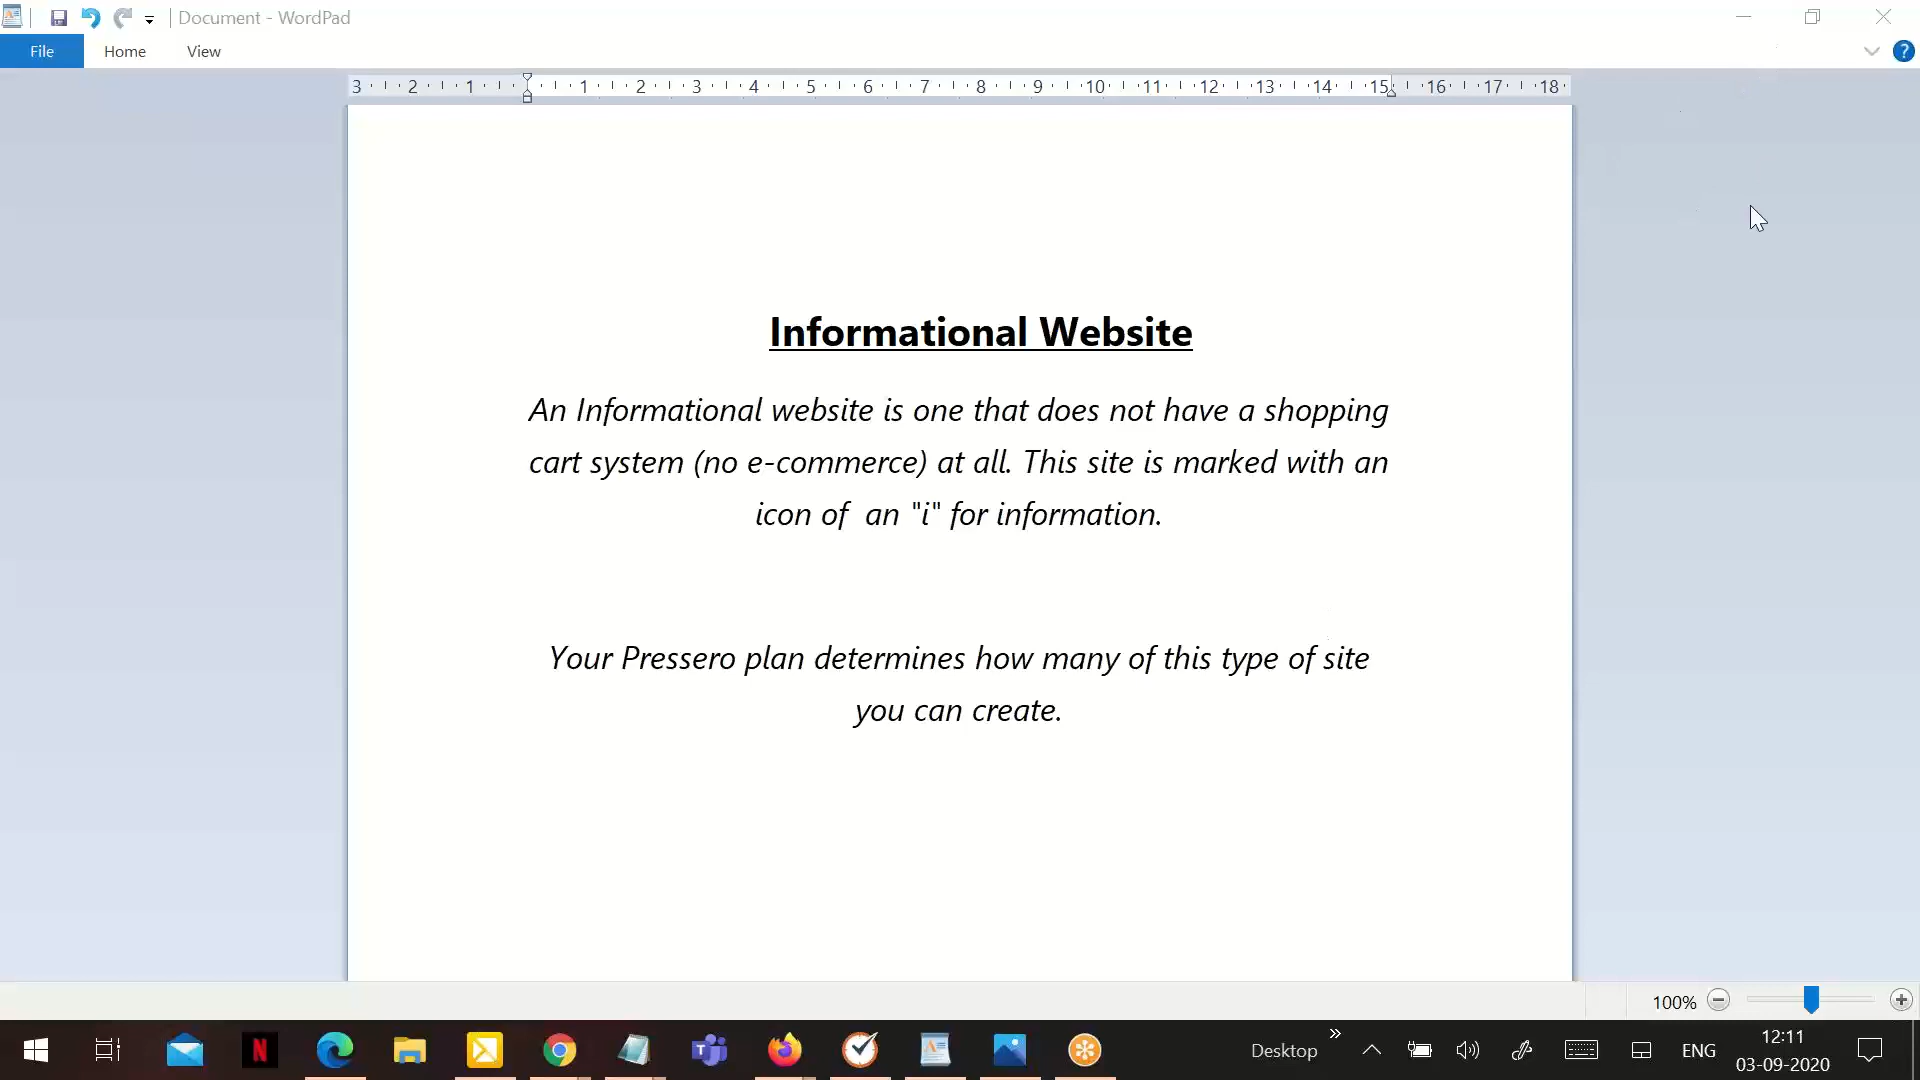 Document - WordPad
File Home View
3 2 1 1 2 3 4 5 6 7 8 9 10 11 12 13 14 15 16 17 18
Informational Website
An Informational website is one that does not have a shopping
cart system (no e-commerce) at all. This site is marked with an
icon of an "i" for information.
Your Pressero plan determines how many of this type of site
you can create.
100%
Desktop
ENG
12:11
03-09-2020